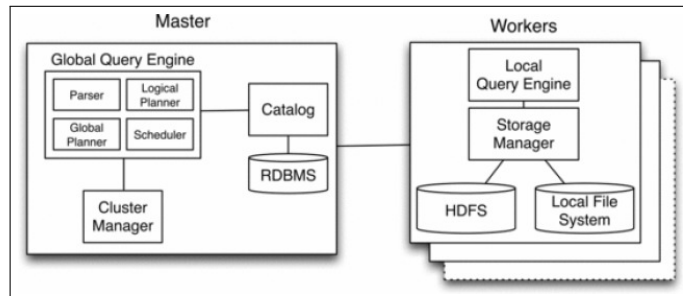 Master
Workers
Global Query Engine
Parser
Logical
Planner
Global
Planner
Scheduler
Catalog
RDBMS
Cluster
Manager
Local
Query Engine
Storage
Manager
HDFS
Local File
System